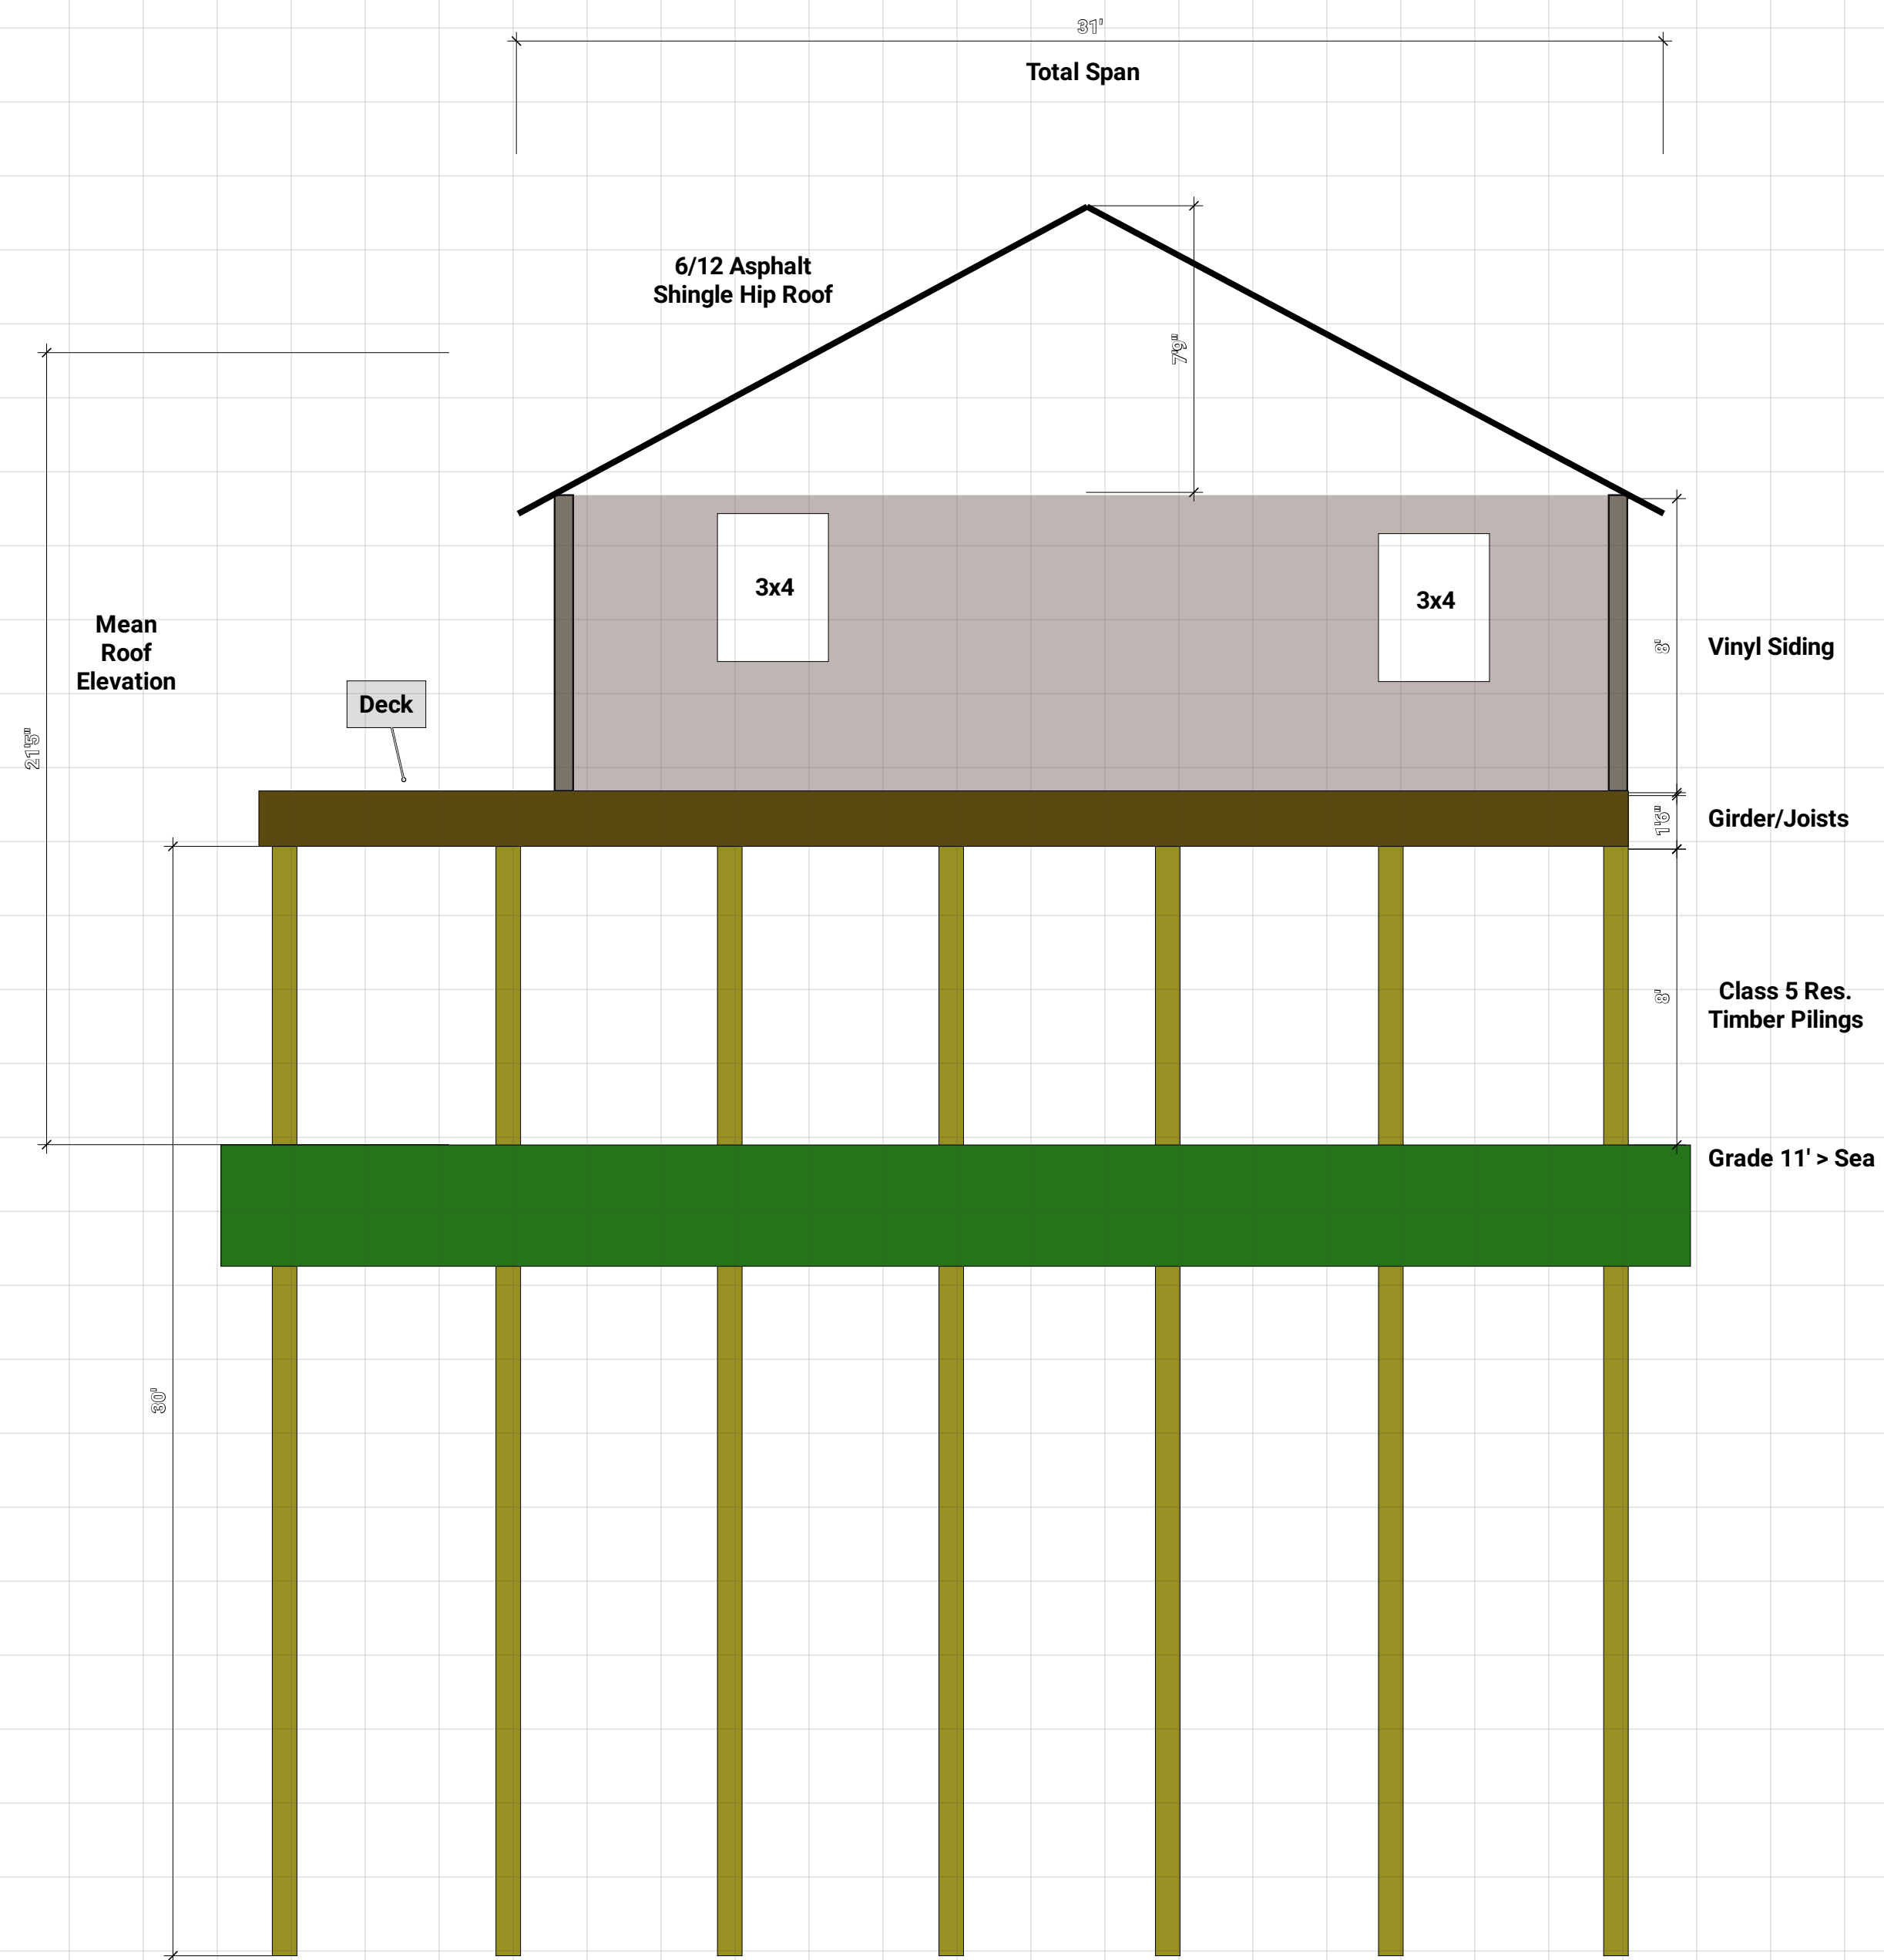 31'
Total Span
6/12 Asphalt
Shingle Hip Roof
7'9"
3x4
3x4
Mean
Roof
Elevation
21'5"
Deck
8'
Vinyl Siding
1'6"
Girder/Joists
8'
Class 5 Res.
Timber Pilings
Grade 11' > Sea
30'